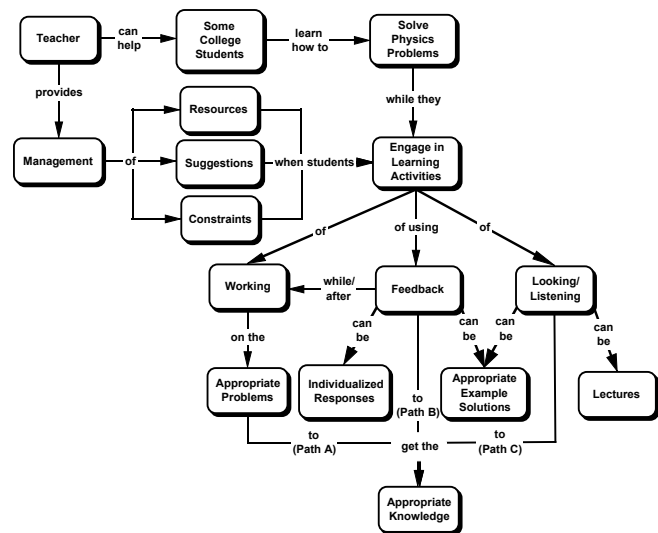 Teacher
can
help
Some
College
Students
learn
how to
Solve
Physics
Problems
provides
while they
Management
of
Resources
Suggestions
Constraints
when students
Engage in
Learning
Activities
of
of using
of
Working
while/
after
Feedback
Looking/
Listening
on the
can
be
can
be
can
be
can
be
Appropriate
Problems
Individualized
Responses
to
(Path B)
Appropriate
Example
Solutions
Lectures
to
(Path A)
get the
to
(Path C)
Appropriate
Knowledge